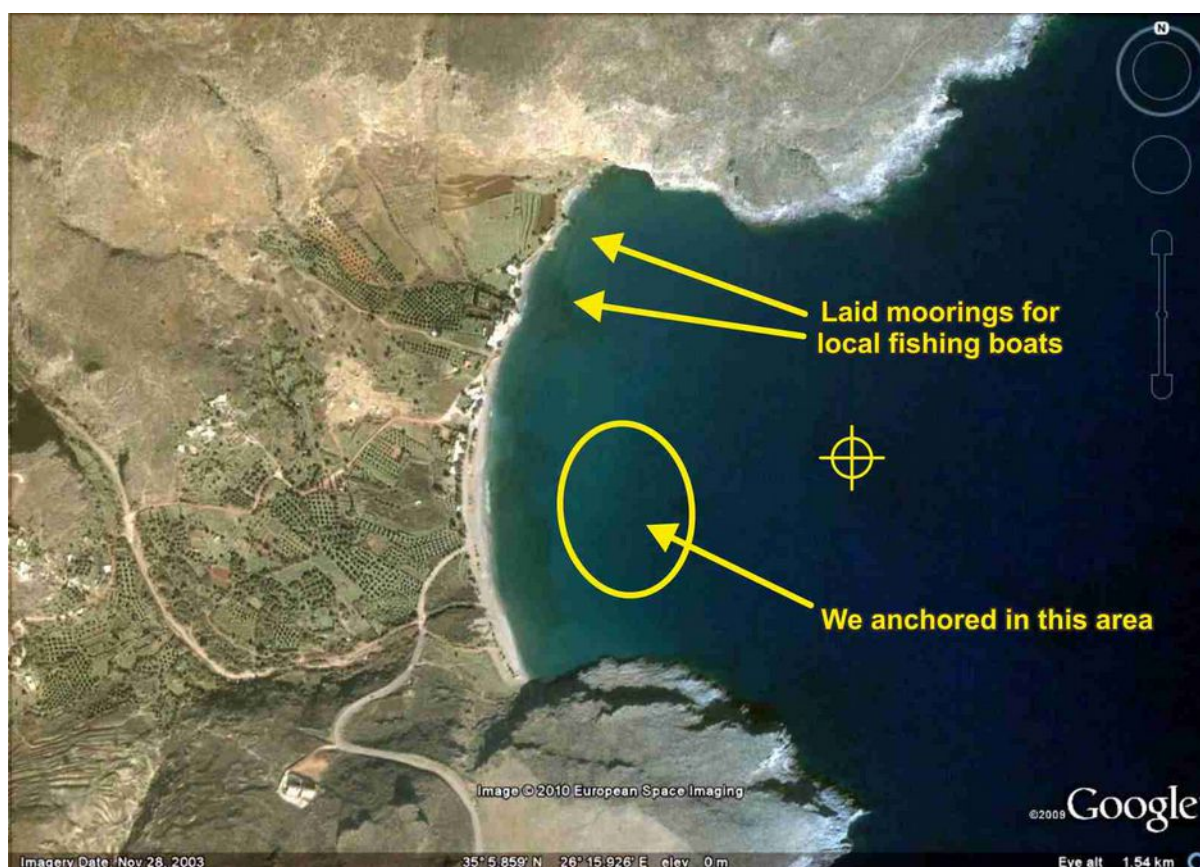 N
Laid moorings for
local fishing boats
We anchored in this area
Image © 2010 European Space Imaging
©2009 Google
Imagery Date Nov 28, 2003 35° 5.859' N 26° 15.926' E elev 0 m Eye alt 1.54 km